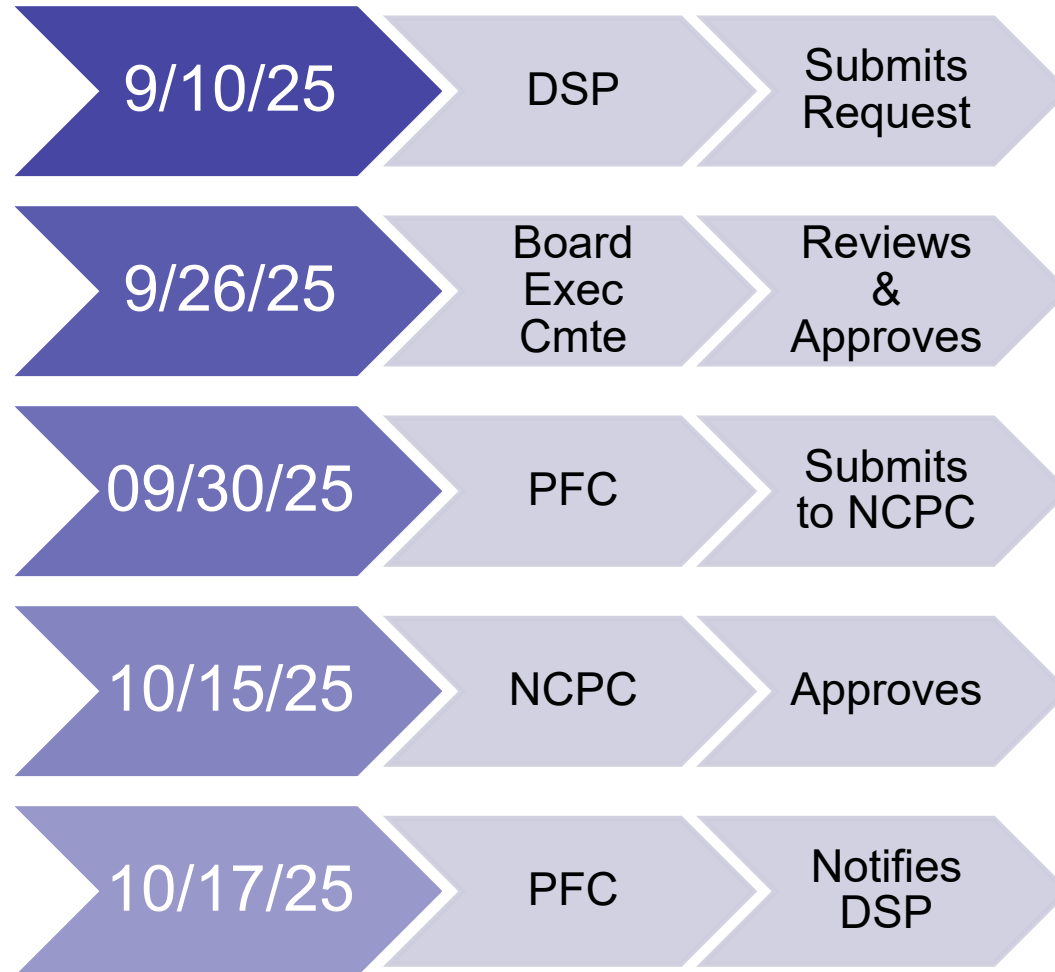 9/10/25
DSP
Submits
Request
9/26/25
Board
Exec
Cmte
Reviews
&
Approves
09/30/25
PFC
Submits
to NCPC
10/15/25
NCPC
Approves
10/17/25
PFC
Notifies
DSP